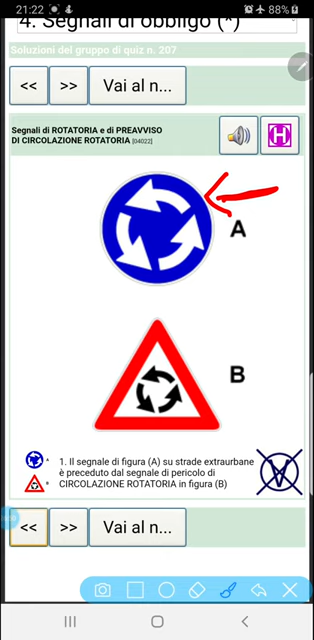 21:22
88%
4. Segnali di obbligo (*)
Soluzioni del gruppo di quiz n. 207
<< >> Vai al n...
Segnali di ROTATORIA e di PREAVVISO
DI CIRCOLAZIONE ROTATORIA [04022]
H
A
B
A 1. Il segnale di figura (A) su strade extraurbane
è preceduto dal segnale di pericolo di
B CIRCOLAZIONE ROTATORIA in figura (B)
V
<< >> Vai al n...